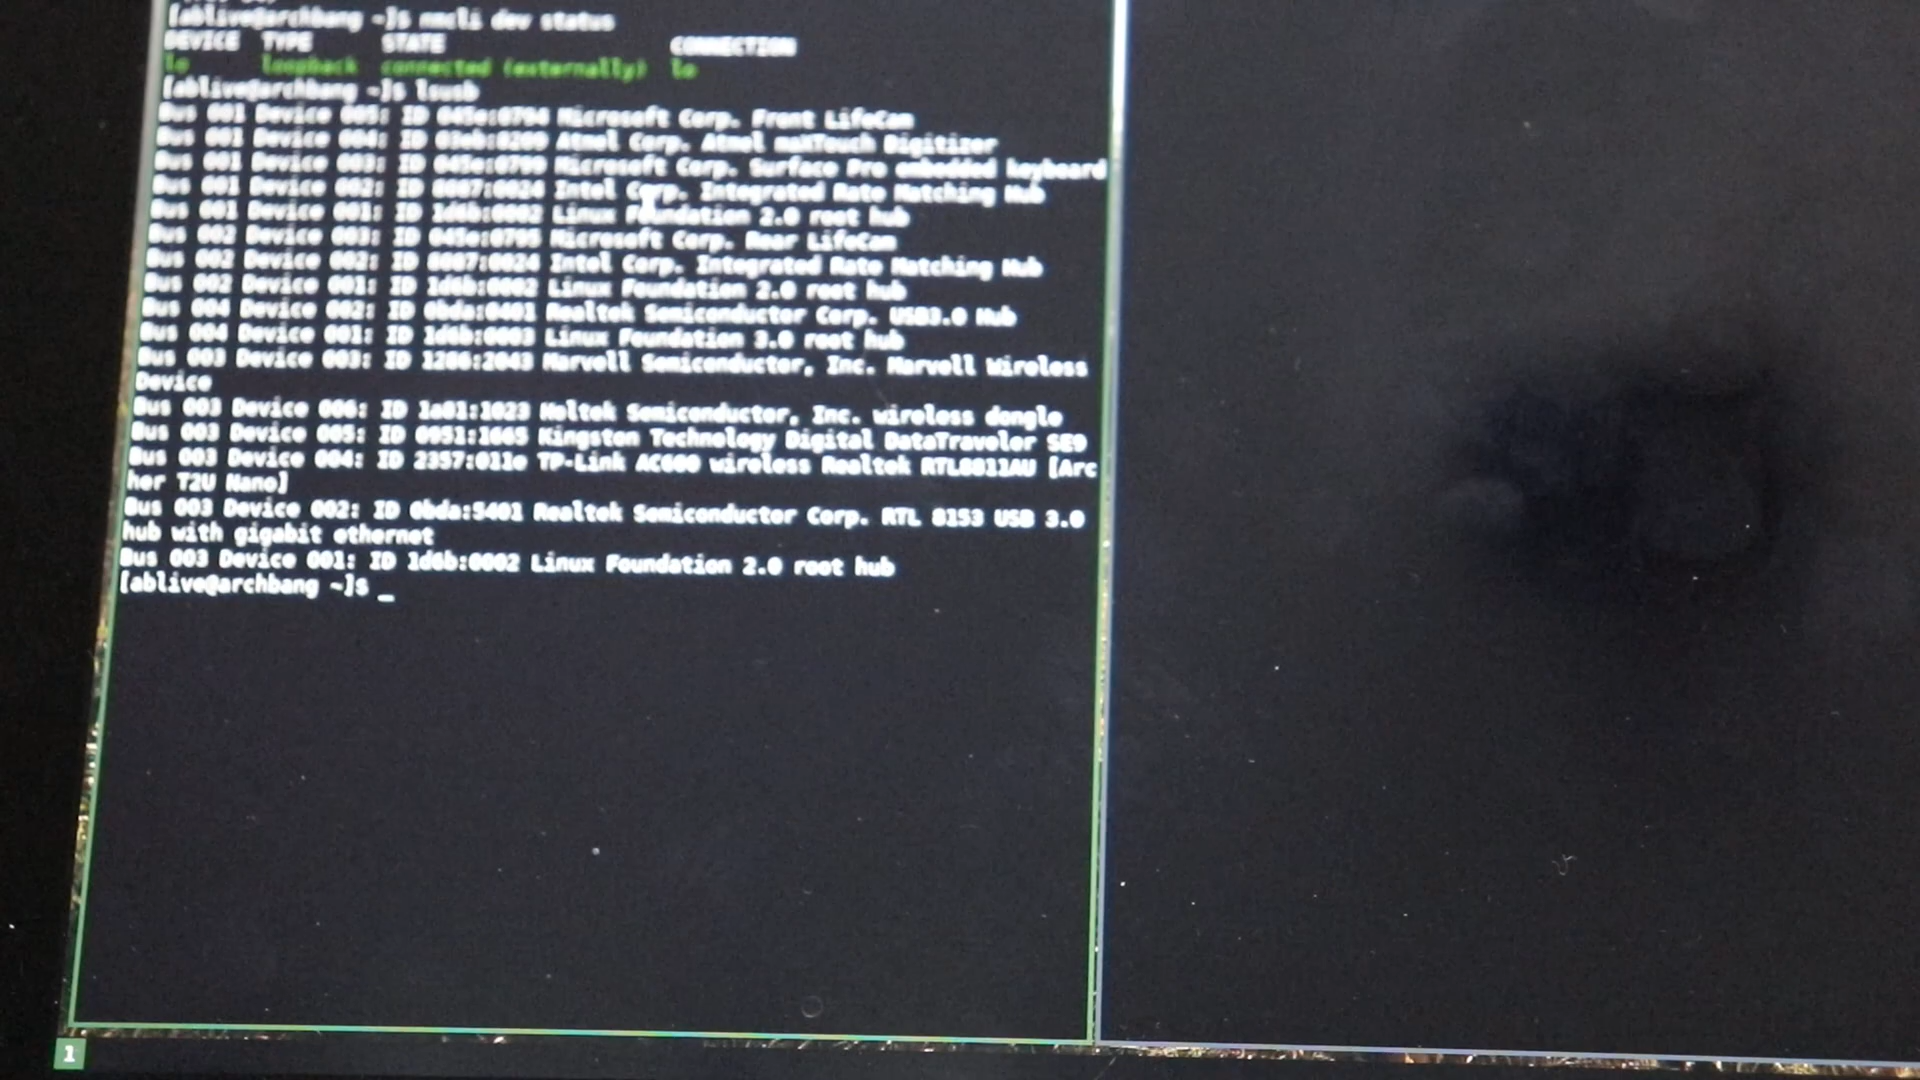 [ablive@archbang ~]$ nmcli dev status
DEVICE TYPE STATE CONNECTION
lo loopback connected (externally) lo
[ablive@archbang ~]$ lsusb
Bus 001 Device 005: ID 045e:0794 Microsoft Corp. Front LifeCam
Bus 001 Device 004: ID 03eb:8209 Atmel Corp. Atmel maXTouch Digitizer
Bus 001 Device 003: ID 045e:0799 Microsoft Corp. Surface Pro embedded keyboard
Bus 001 Device 002: ID 8087:0024 Intel Corp. Integrated Rate Matching Hub
Bus 001 Device 001: ID 1d6b:0002 Linux Foundation 2.0 root hub
Bus 002 Device 003: ID 045e:0795 Microsoft Corp. Rear LifeCam
Bus 002 Device 002: ID 8087:0024 Intel Corp. Integrated Rate Matching Hub
Bus 002 Device 001: ID 1d6b:0002 Linux Foundation 2.0 root hub
Bus 004 Device 002: ID 0bda:0401 Realtek Semiconductor Corp. USB3.0 Hub
Bus 004 Device 001: ID 1d6b:0003 Linux Foundation 3.0 root hub
Bus 003 Device 003: ID 1286:2043 Marvell Semiconductor, Inc. Marvell Wireless
Device
Bus 003 Device 006: ID 1a81:1023 Holtek Semiconductor, Inc. wireless dongle
Bus 003 Device 005: ID 0951:1665 Kingston Technology Digital DataTraveler SE9
Bus 003 Device 004: ID 2357:011e TP-Link AC600 wireless Realtek RTL8811AU [Arc
her T2U Nano]
Bus 003 Device 002: ID 0bda:5401 Realtek Semiconductor Corp. RTL 8153 USB 3.0
hub with gigabit ethernet
Bus 003 Device 001: ID 1d6b:0002 Linux Foundation 2.0 root hub
[ablive@archbang ~]$ _
1